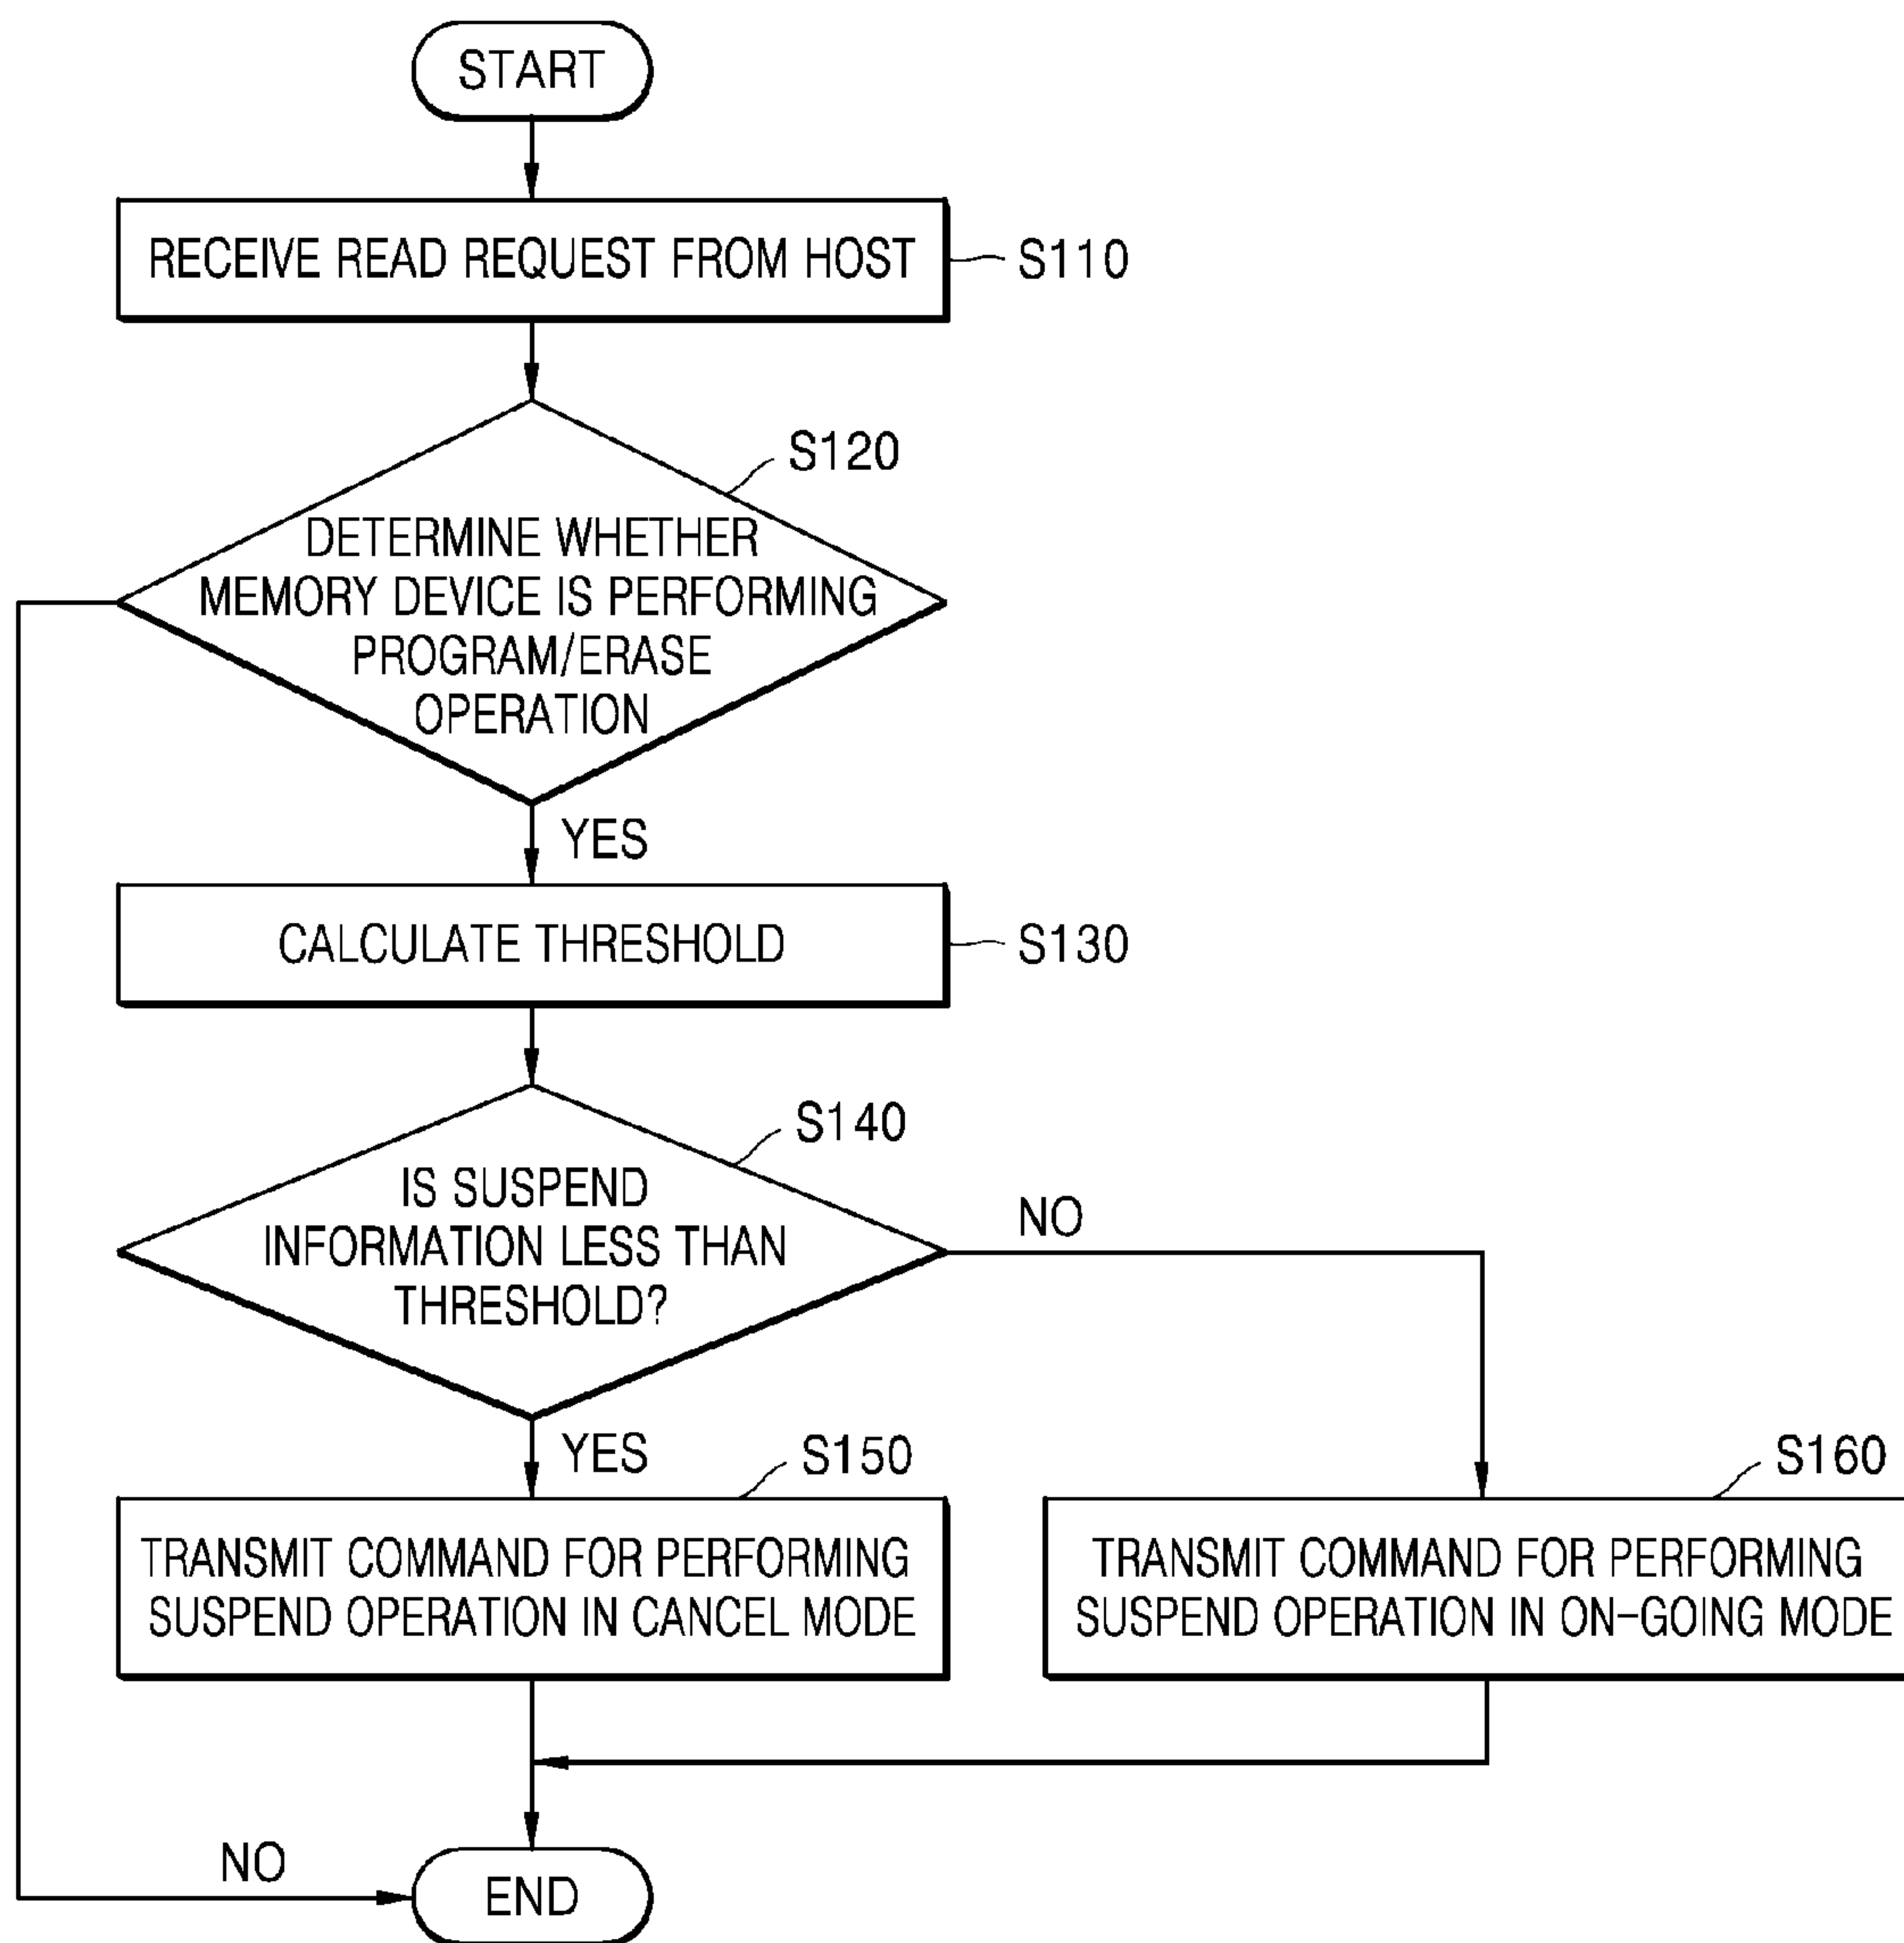 START
RECEIVE READ REQUEST FROM HOST
S110
S120
DETERMINE WHETHER
MEMORY DEVICE IS PERFORMING
PROGRAM/ERASE
OPERATION
YES
CALCULATE THRESHOLD
S130
S140
IS SUSPEND
INFORMATION LESS THAN
THRESHOLD?
NO
YES
S150
TRANSMIT COMMAND FOR PERFORMING
SUSPEND OPERATION IN CANCEL MODE
S160
TRANSMIT COMMAND FOR PERFORMING
SUSPEND OPERATION IN ON-GOING MODE
NO
END